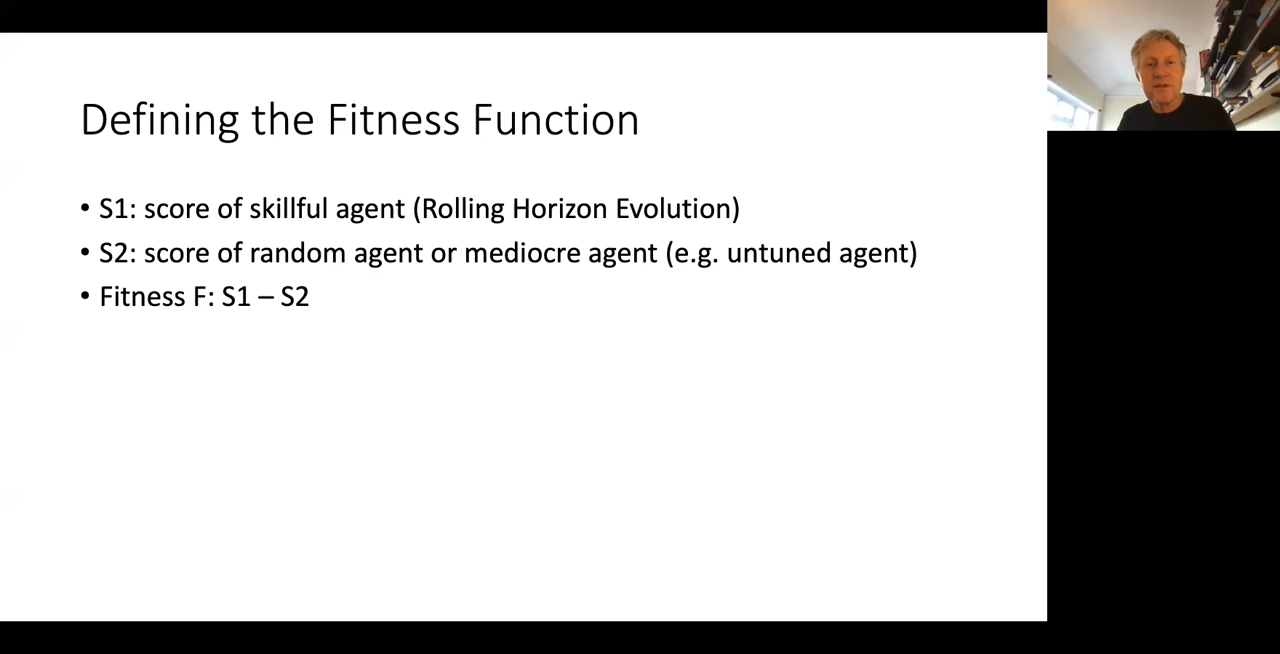 Defining the Fitness Function
• S1: score of skillful agent (Rolling Horizon Evolution)
• S2: score of random agent or mediocre agent (e.g. untuned agent)
• Fitness F: S1 – S2